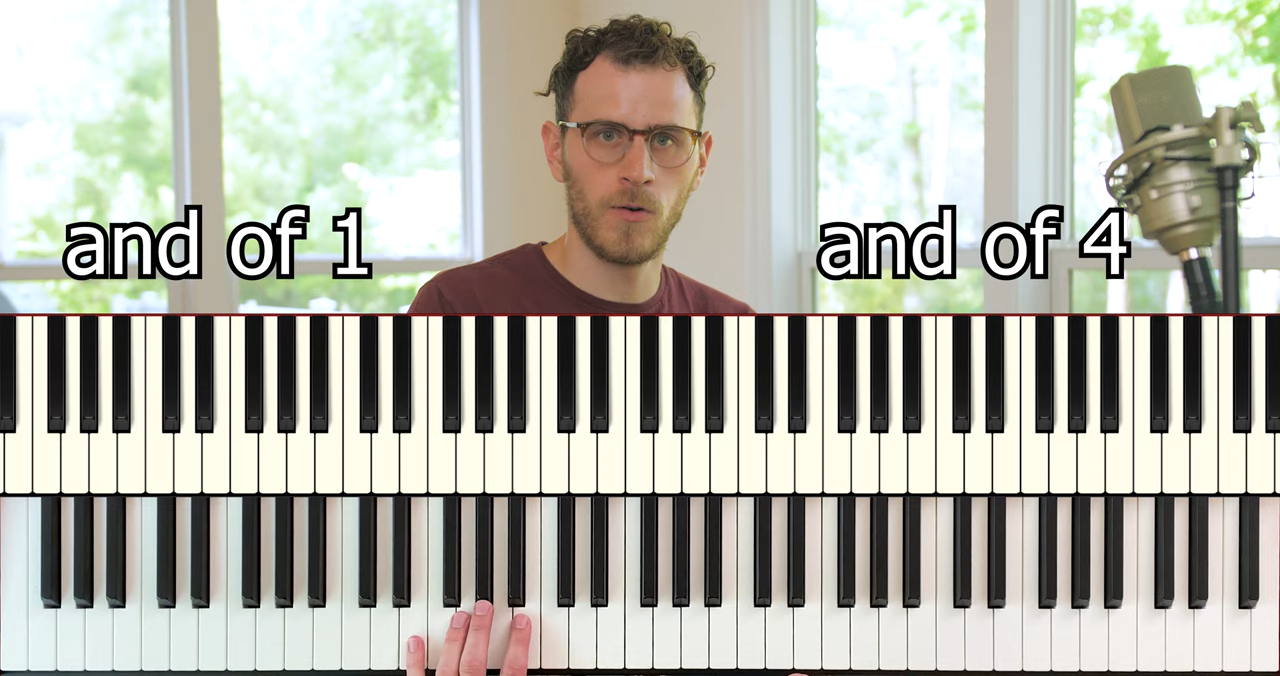 and of 1
and of 4